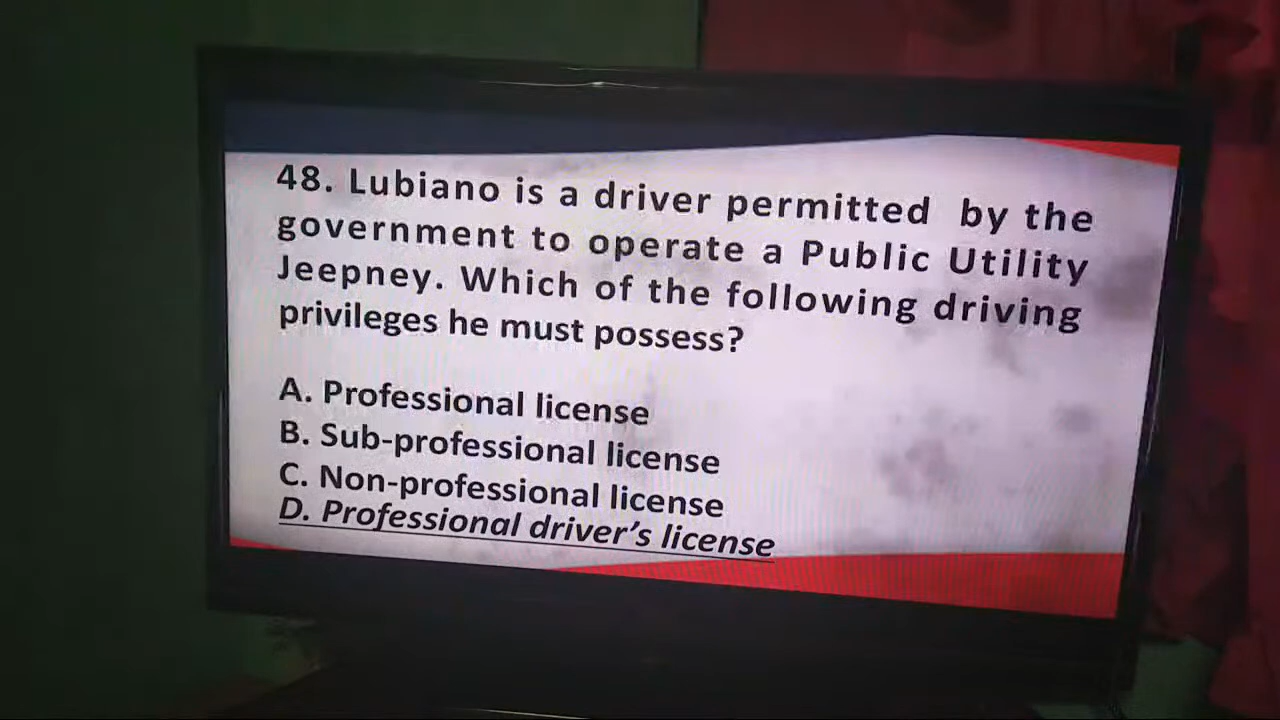 48. Lubiano is a driver permitted by the
government to operate a Public Utility
Jeepney. Which of the following driving
privileges he must possess?
A. Professional license
B. Sub-professional license
C. Non-professional license
D. Professional driver's license